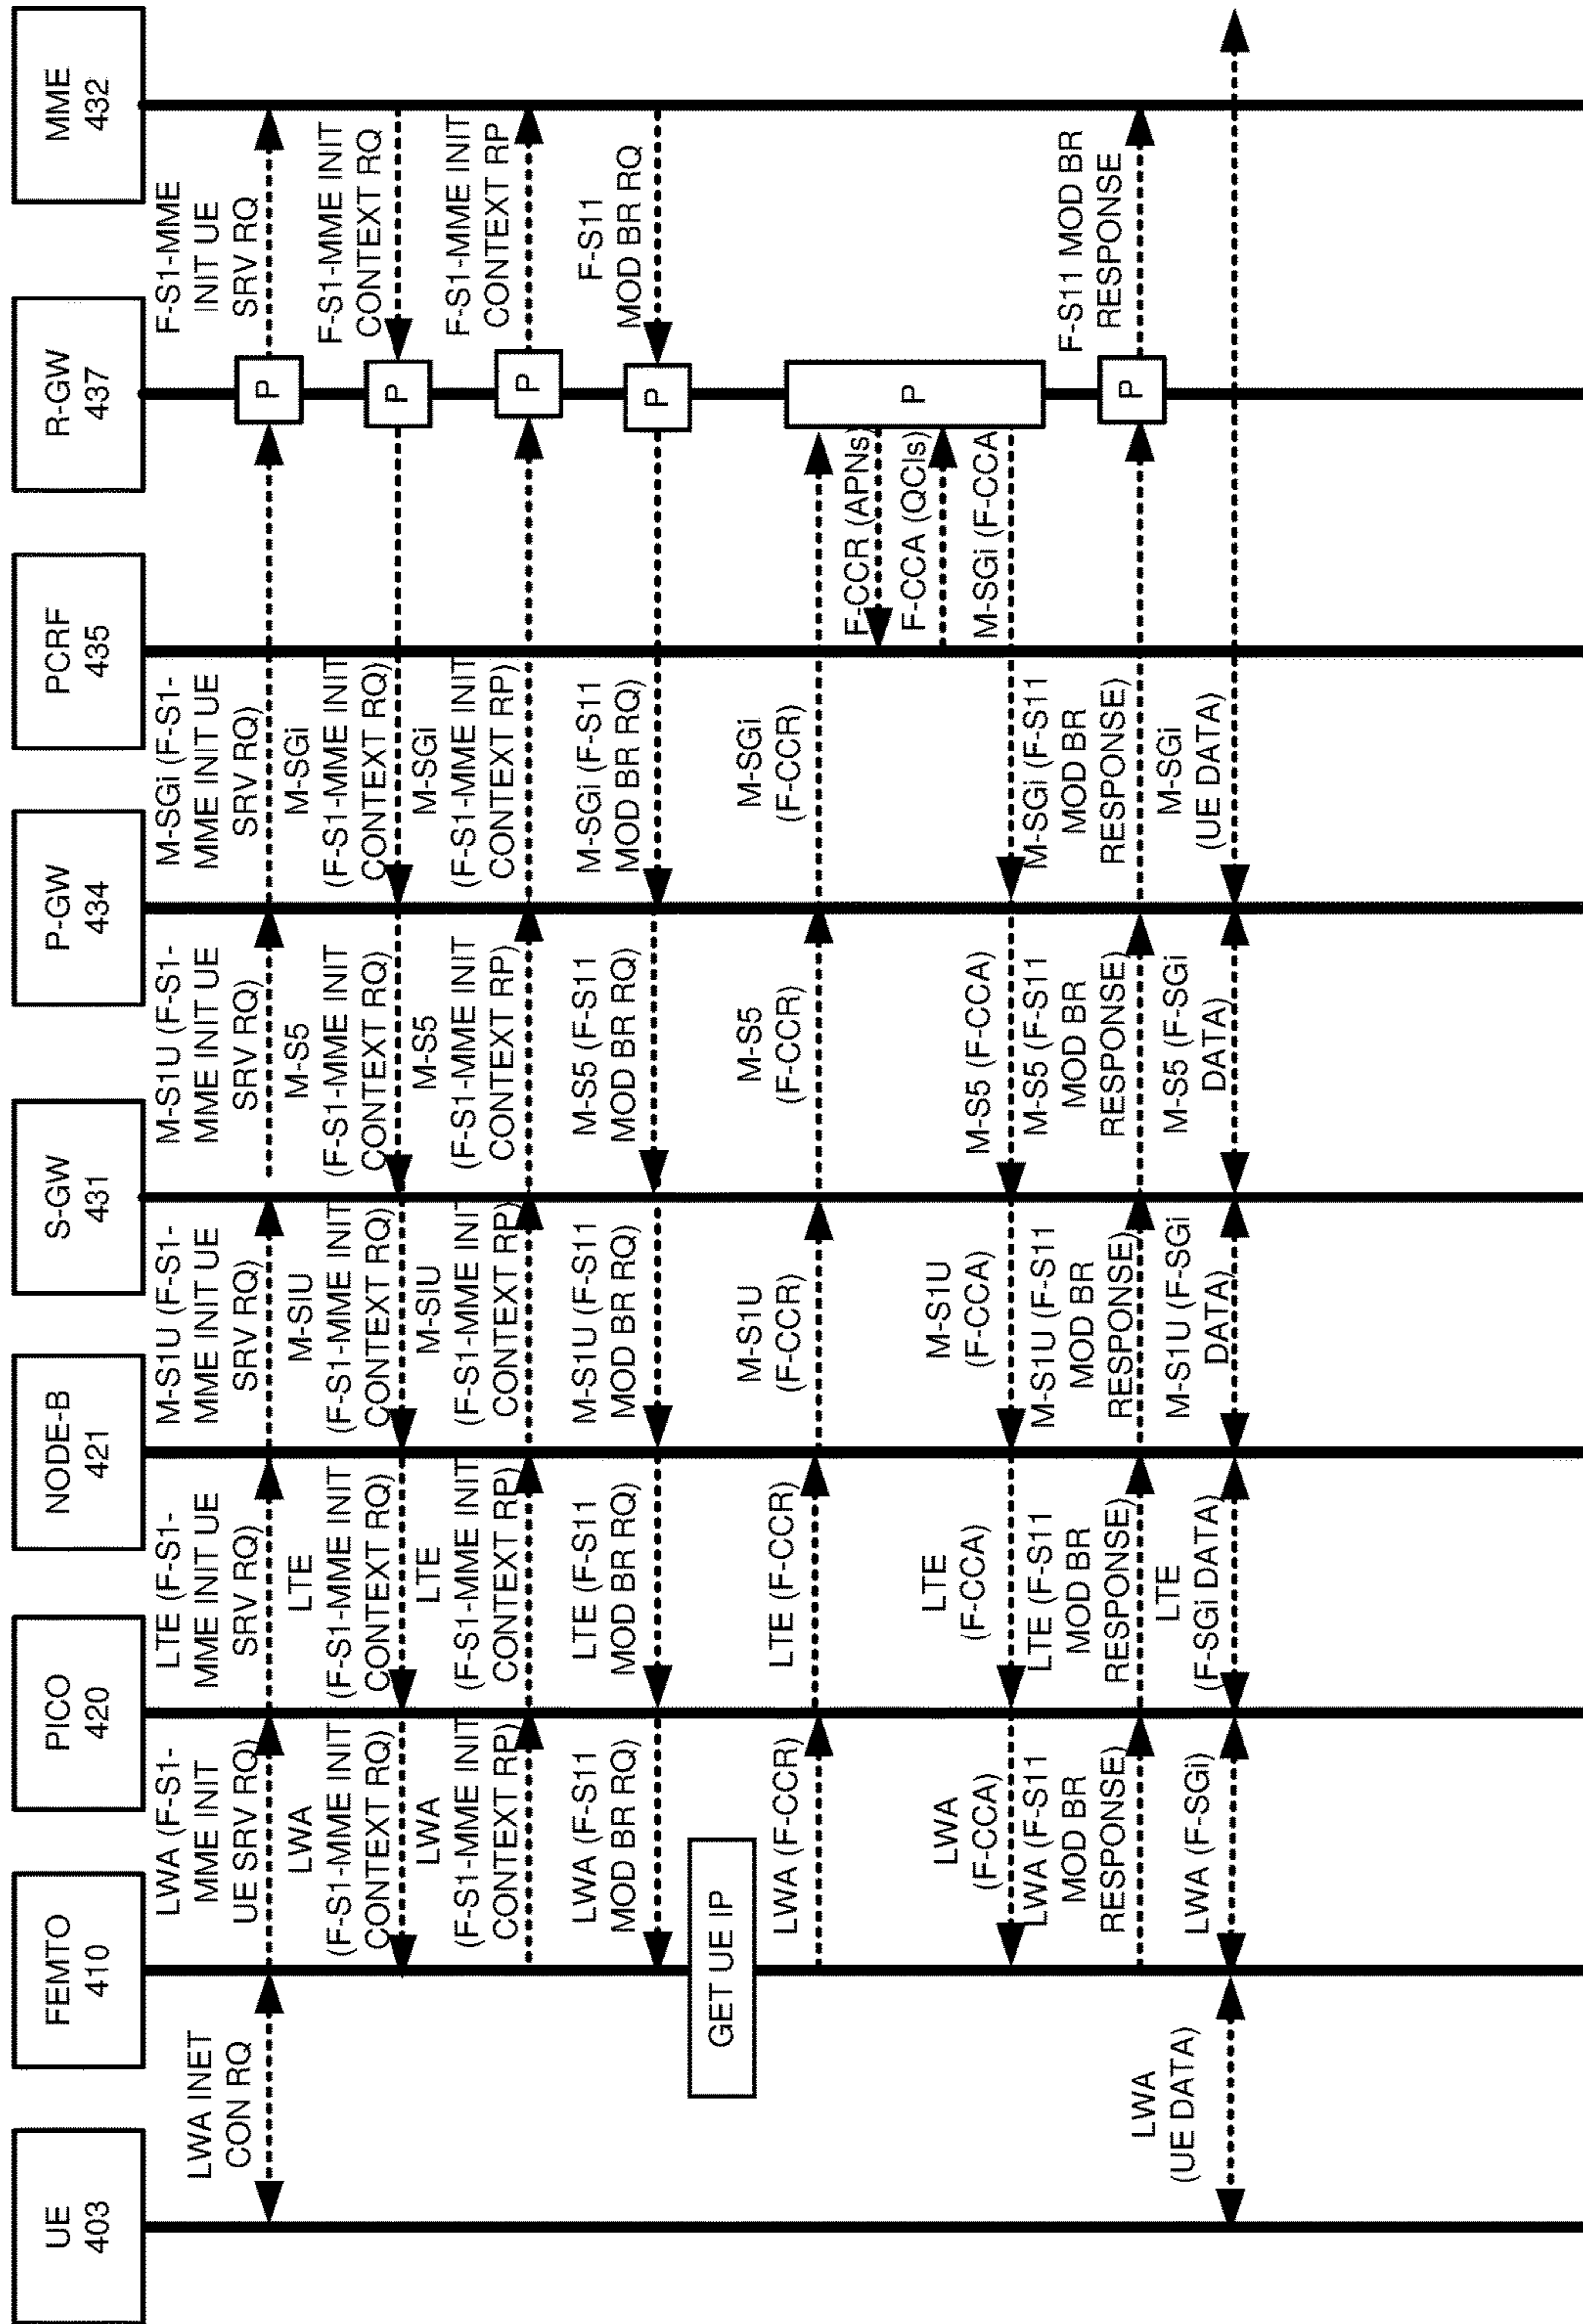 UE
403
FEMTO
410
PICO
420
NODE-B
421
S-GW
431
P-GW
434
PCRF
435
R-GW
437
MME
432
LWA INET
CON RQ
LWA (F-S1-
MME INIT
UE SRV RQ)
LTE (F-S1-
MME INIT UE
SRV RQ)
M-S1U (F-S1-
MME INIT UE
SRV RQ)
M-S1U (F-S1-
MME INIT UE
SRV RQ)
M-SGi (F-S1-
MME INIT UE
SRV RQ)
P
F-S1-MME
INIT UE
SRV RQ
LWA
(F-S1-MME INIT
CONTEXT RQ)
LTE
(F-S1-MME INIT
CONTEXT RQ)
M-SIU
(F-S1-MME INIT
CONTEXT RQ)
M-S5
(F-S1-MME INIT
CONTEXT RQ)
M-SGi
(F-S1-MME INIT
CONTEXT RQ)
P
F-S1-MME INIT
CONTEXT RQ
LWA
(F-S1-MME INIT
CONTEXT RP)
LTE
(F-S1-MME INIT
CONTEXT RP)
M-SIU
(F-S1-MME INIT
CONTEXT RP)
M-S5
(F-S1-MME INIT
CONTEXT RP)
M-SGi
(F-S1-MME INIT
CONTEXT RP)
P
F-S1-MME INIT
CONTEXT RP
LWA (F-S11
MOD BR RQ)
LTE (F-S11
MOD BR RQ)
M-S1U (F-S11
MOD BR RQ)
M-S5 (F-S11
MOD BR RQ)
M-SGi (F-S11
MOD BR RQ)
P
F-S11
MOD BR RQ
GET UE IP
LWA (F-CCR)
LTE (F-CCR)
M-S1U
(F-CCR)
M-S5
(F-CCR)
M-SGi
(F-CCR)
P
F-CCR (APNs)
F-CCA (QCIs)
M-SGi (F-CCA
LWA
(F-CCA)
LTE
(F-CCA)
M-S1U
(F-CCA)
M-S5 (F-CCA)
LWA (F-S11
MOD BR
RESPONSE)
LTE (F-S11
MOD BR
RESPONSE)
M-S1U (F-S11
MOD BR
RESPONSE)
M-S5 (F-S11
MOD BR
RESPONSE)
M-SGi (F-S11
MOD BR
RESPONSE)
P
F-S11 MOD BR
RESPONSE
LWA
(UE DATA)
LWA (F-SGi)
LTE
(F-SGi DATA)
M-S1U (F-SGi
DATA)
M-S5 (F-SGi
DATA)
M-SGi
(UE DATA)